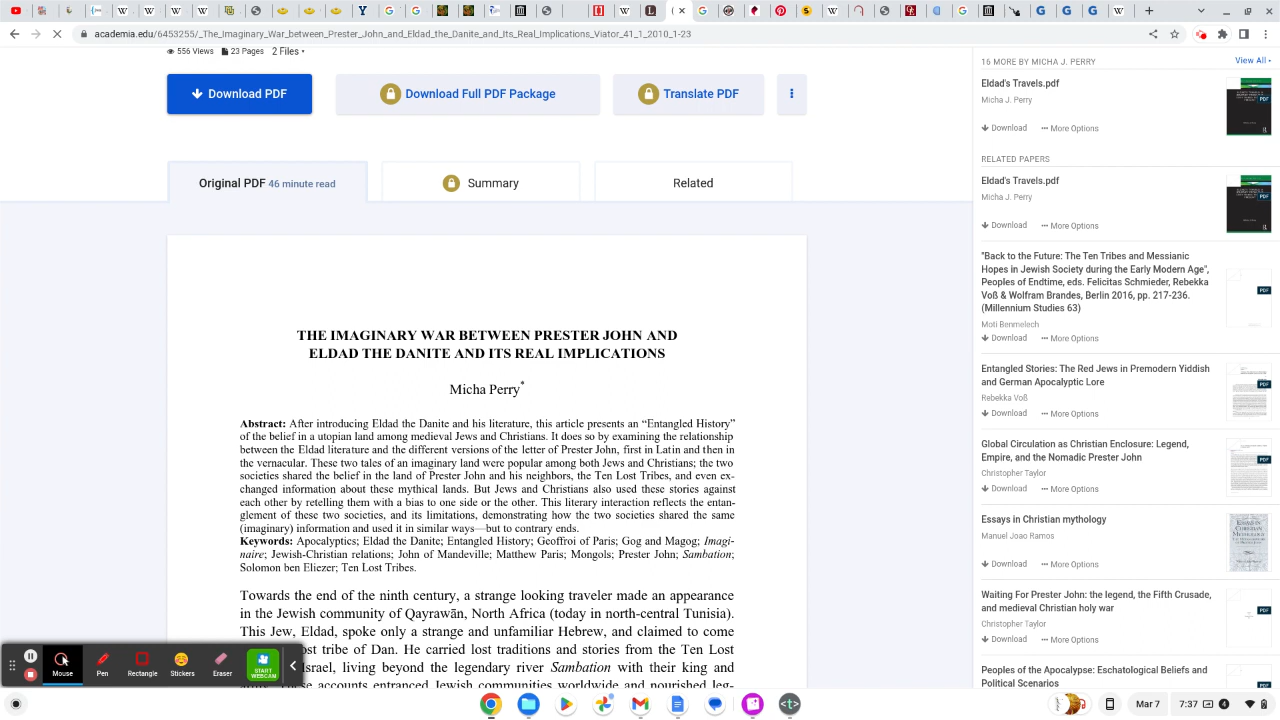 academia.edu/6453255/_The_Imaginary_War_between_Prester_John_and_Eldad_the_Danite_and_Its_Real_Implications_Viator_41_1_2010_1-23
556 Views 23 Pages 2 Files
Download PDF
Download Full PDF Package
Translate PDF
Original PDF 46 minute read
Summary
Related
THE IMAGINARY WAR BETWEEN PRESTER JOHN AND
ELDAD THE DANITE AND ITS REAL IMPLICATIONS
Micha Perry*
Abstract: After introducing Eldad the Danite and his literature, this article presents an “Entangled History”
of the belief in a utopian land among medieval Jews and Christians. It does so by examining the relationship
between the Eldad literature and the different versions of the letter of Prester John, first in Latin and then in
the vernacular. These two tales of an imaginary land were popular among both Jews and Christians; the two
societies shared the belief in the land of Prester John and his neighbors, the Ten Lost Tribes, and even ex-
changed information about these mythical lands. But Jews and Christians also used these stories against
each other by retelling them with a bias to one side or the other. This literary interaction reflects the entan-
glement of these two societies, and its limitations, demonstrating how the two societies shared the same
(imaginary) information and used it in similar ways—but to contrary ends.
Keywords: Apocalyptics; Eldad the Danite; Entangled History; Geoffroi of Paris; Gog and Magog; Imagi-
naire; Jewish-Christian relations; John of Mandeville; Matthew Paris; Mongols; Prester John; Sambation;
Solomon ben Eliezer; Ten Lost Tribes.
Towards the end of the ninth century, a strange looking traveler made an appearance
in the Jewish community of Qayrawān, North Africa (today in north-central Tunisia).
This Jew, Eldad, spoke only a strange and unfamiliar Hebrew, and claimed to come
ost tribe of Dan. He carried lost traditions and stories from the Ten Lost
Israel, living beyond the legendary river Sambation with their king and
These accounts entranced Jewish communities worldwide and nourished leg-
16 MORE BY MICHA J. PERRY
View All
Eldad's Travels.pdf
Micha J. Perry
Download ••• More Options
PDF
RELATED PAPERS
Eldad's Travels.pdf
Micha J. Perry
Download ••• More Options
PDF
"Back to the Future: The Ten Tribes and Messianic
Hopes in Jewish Society during the Early Modern Age",
Peoples of Endtime, eds. Felicitas Schmieder, Rebekka
Voß & Wolfram Brandes, Berlin 2016, pp. 217-236.
(Millennium Studies 63)
Moti Benmelech
Download ••• More Options
PDF
Entangled Stories: The Red Jews in Premodern Yiddish
and German Apocalyptic Lore
Rebekka Voß
Download ••• More Options
PDF
Global Circulation as Christian Enclosure: Legend,
Empire, and the Nomadic Prester John
Christopher Taylor
Download ••• More Options
PDF
Essays in Christian mythology
Manuel Joao Ramos
Download ••• More Options
Waiting For Prester John: the legend, the Fifth Crusade,
and medieval Christian holy war
Christopher Taylor
Download ••• More Options
PDF
Peoples of the Apocalypse: Eschatological Beliefs and
Political Scenarios
PDF
Mouse
Pen
Rectangle
Stickers
Eraser
START
WEBCAM
Mar 7
7:37
4